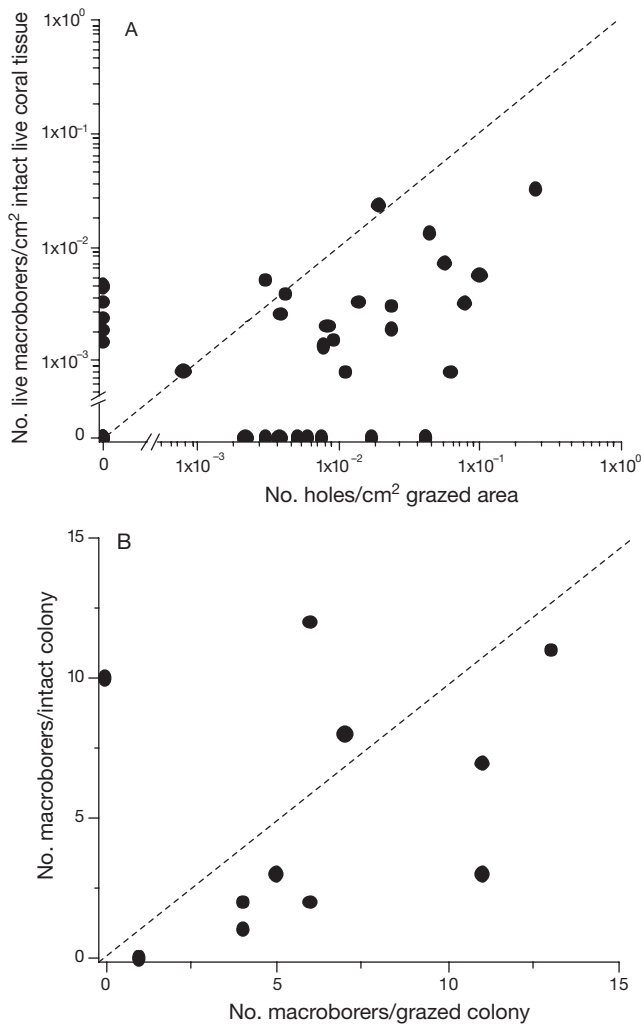 A
1x10⁰
1x10⁻¹
1x10⁻²
1x10⁻³
0
No. live macroborers/cm² intact live coral tissue
0
1x10⁻³
1x10⁻²
1x10⁻¹
1x10⁰
No. holes/cm² grazed area
B
15
10
5
0
No. macroborers/intact colony
0
5
10
15
No. macroborers/grazed colony